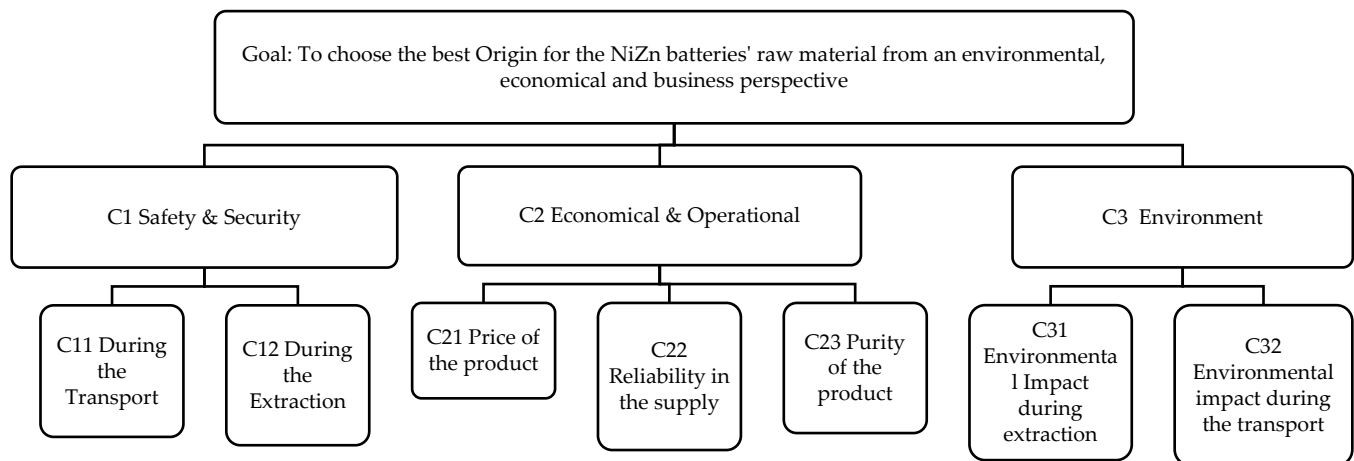 Goal: To choose the best Origin for the NiZn batteries' raw material from an environmental,
economical and business perspective
C1 Safety & Security
C2 Economical & Operational
C3 Environment
C11 During
the
Transport
C12 During
the
Extraction
C21 Price of
the product
C22
Reliability in
the supply
C23 Purity
of the
product
C31
Environmenta
l Impact
during
extraction
C32
Environmental
impact during
the transport